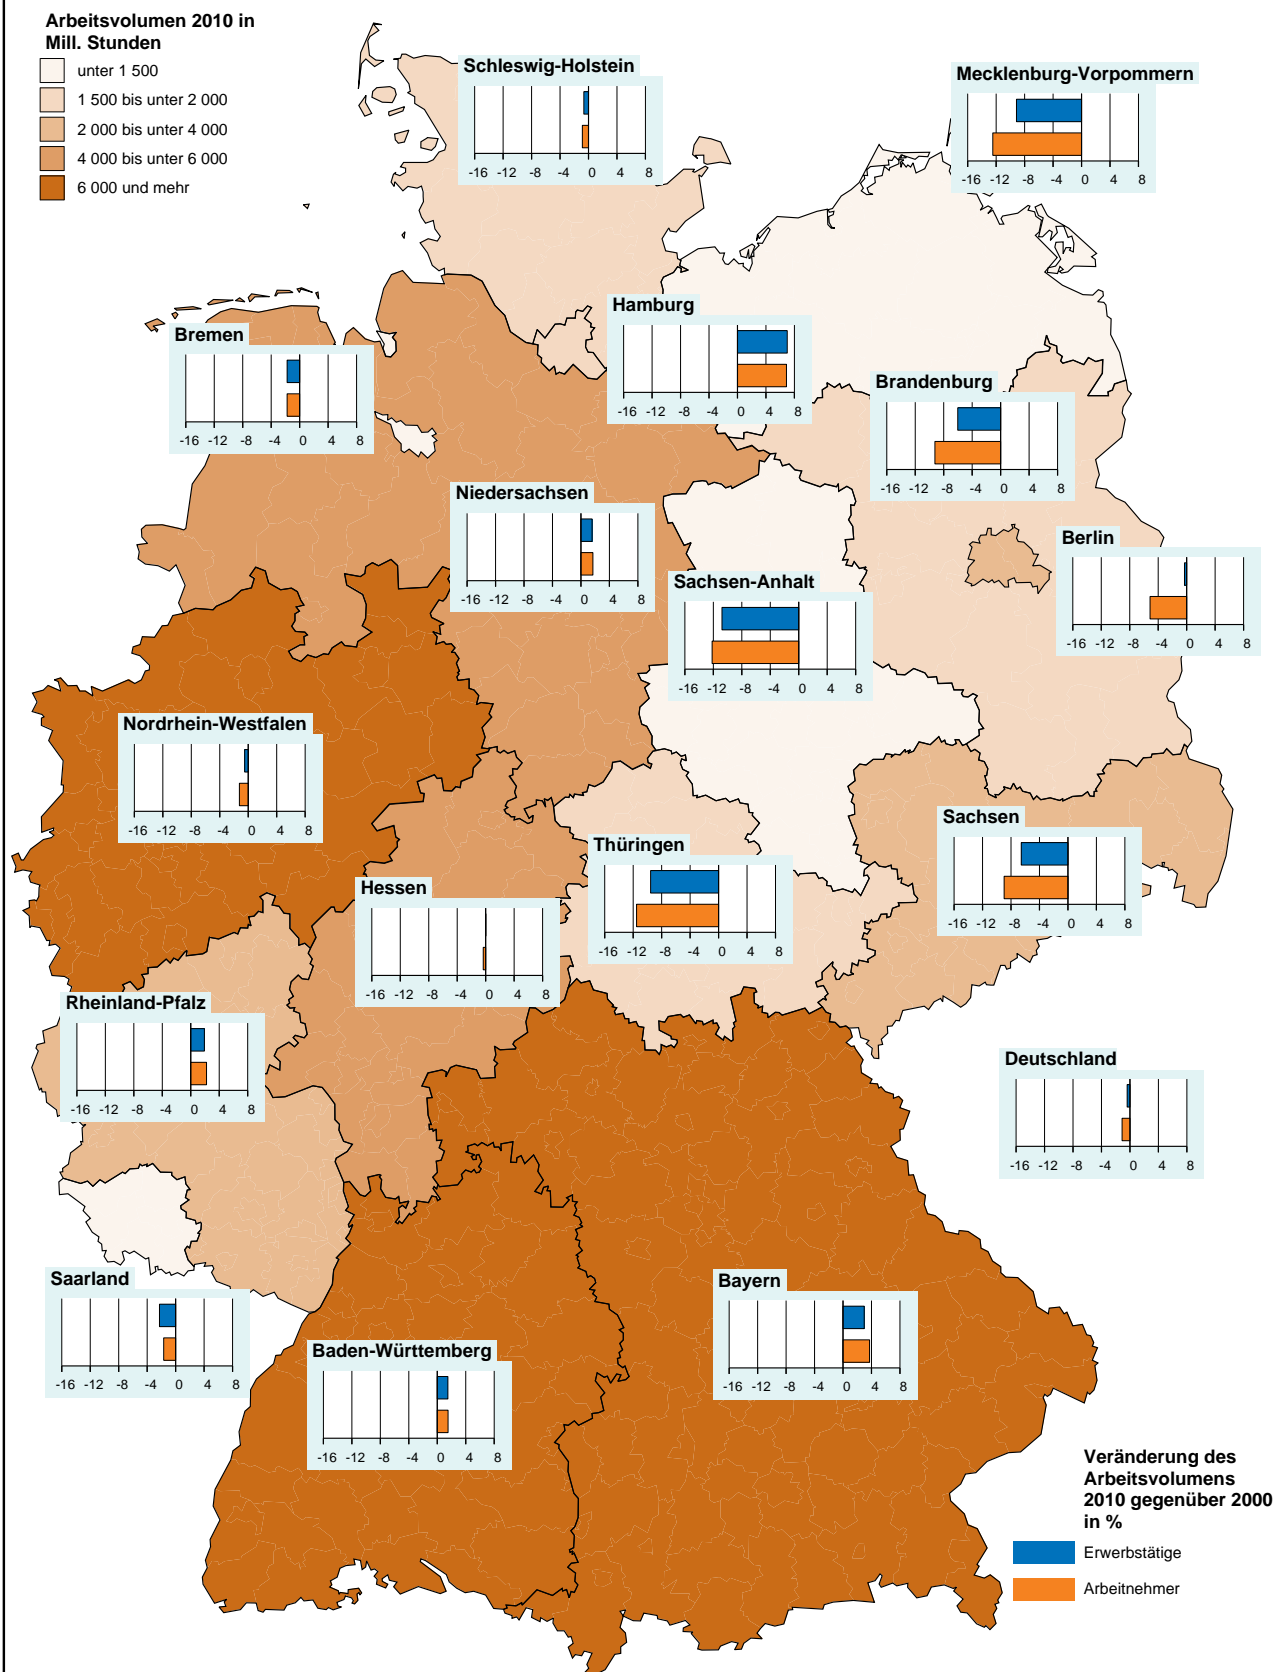 Arbeitsvolumen 2010 in
Mill. Stunden
unter 1 500
1 500 bis unter 2 000
2 000 bis unter 4 000
4 000 bis unter 6 000
6 000 und mehr
Schleswig-Holstein
-16 -12 -8 -4 0 4 8
Mecklenburg-Vorpommern
-16 -12 -8 -4 0 4 8
Hamburg
-16 -12 -8 -4 0 4 8
Bremen
-16 -12 -8 -4 0 4 8
Brandenburg
-16 -12 -8 -4 0 4 8
Niedersachsen
-16 -12 -8 -4 0 4 8
Berlin
-16 -12 -8 -4 0 4 8
Sachsen-Anhalt
-16 -12 -8 -4 0 4 8
Nordrhein-Westfalen
-16 -12 -8 -4 0 4 8
Sachsen
-16 -12 -8 -4 0 4 8
Thüringen
-16 -12 -8 -4 0 4 8
Hessen
-16 -12 -8 -4 0 4 8
Rheinland-Pfalz
-16 -12 -8 -4 0 4 8
Deutschland
-16 -12 -8 -4 0 4 8
Saarland
-16 -12 -8 -4 0 4 8
Bayern
-16 -12 -8 -4 0 4 8
Baden-Württemberg
-16 -12 -8 -4 0 4 8
Veränderung des
Arbeitsvolumens
2010 gegenüber 2000
in %
Erwerbstätige
Arbeitnehmer